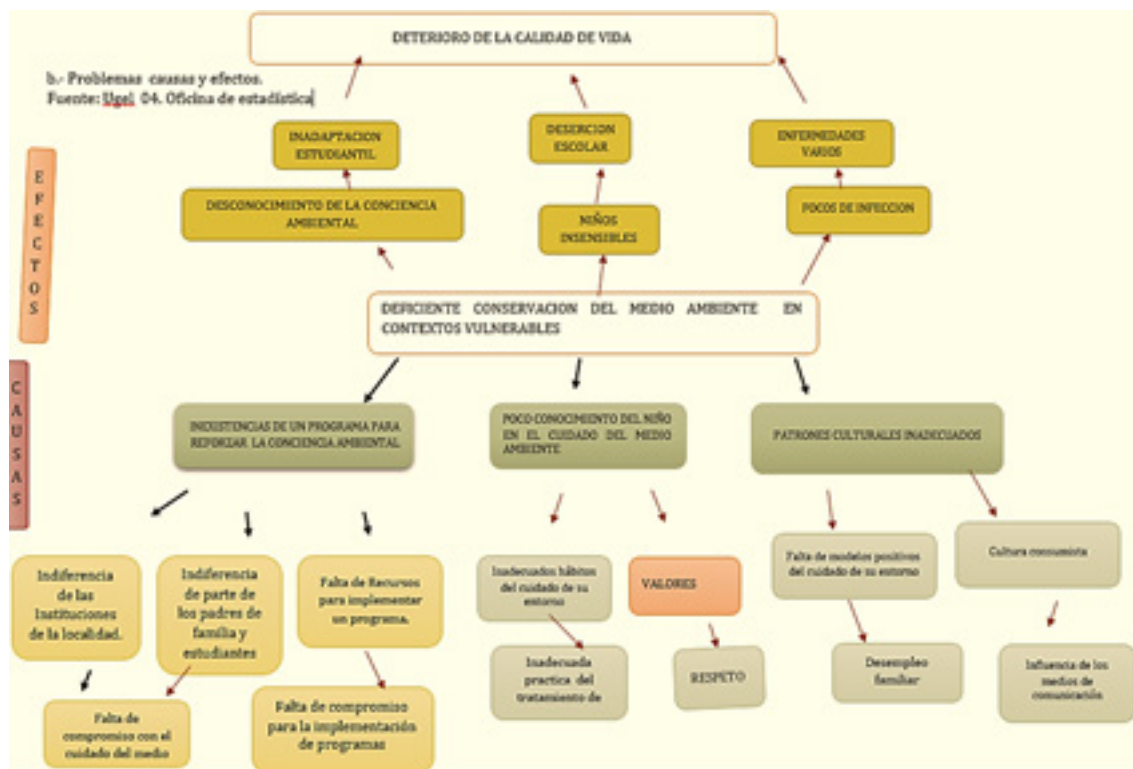 DETERIORO DE LA CALIDAD DE VIDA
b.- Problemas causas y efectos.
Fuente: Ugel 04. Oficina de estadística
INADAPTACION
ESTUDIANTIL
DESERCION
ESCOLAR
ENFERMEDADES
VARIOS
DESCONOCIMIENTO DE LA CONCIENCIA
AMBIENTAL
NIÑOS
INSENSIBLES
FOCOS DE INFECCION
EFECTOS
DEFICIENTE CONSERVACION DEL MEDIO AMBIENTE EN
CONTEXTOS VULNERABLES
CAUSAS
INEXISTENCIAS DE UN PROGRAMA PARA
REFORZAR LA CONCIENCIA AMBIENTAL
POCO CONOCIMIENTO DEL NIÑO
EN EL CUIDADO DEL MEDIO
AMBIENTE
PATRONES CULTURALES INADECUADOS
Indiferencia
de las
Instituciones
de la localidad.
Indiferencia
de parte de
los padres de
família y
estudiantes
Falta de Recursos
para implementar
un programa.
Inadecuados hábitos
del cuidado de su
entorno
VALORES
Falta de modelos positivos
del cuidado de su entorno
Cultura consumista
Falta de
compromiso con el
cuidado del medio
Falta de compromiso
para la implementación
de programas
Inadecuada
practica del
tratamiento de
RESPETO
Desempleo
familiar
Influencia de los
medios de
comunicación